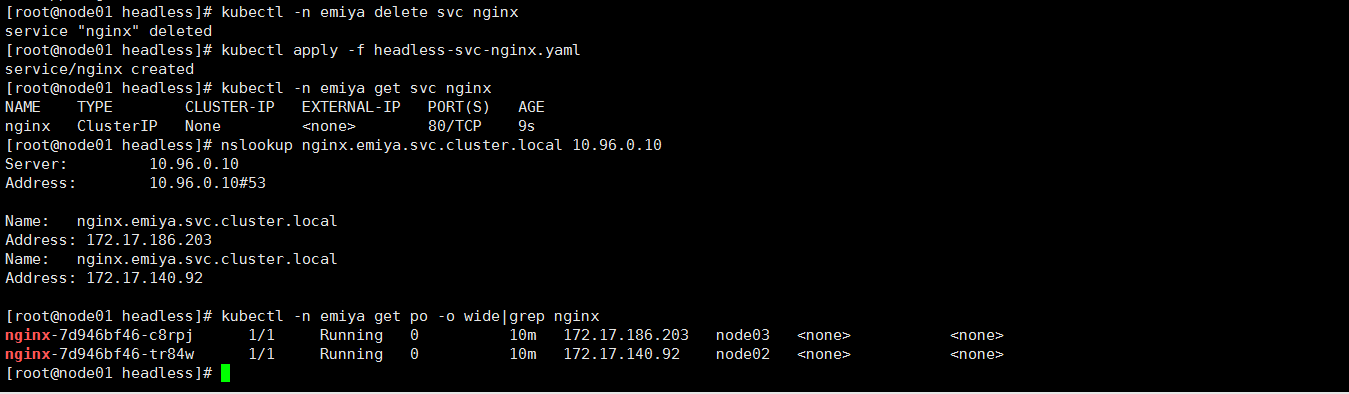 [root@node01 headless]# kubectl -n emiya delete svc nginx
service "nginx" deleted
[root@node01 headless]# kubectl apply -f headless-svc-nginx.yaml
service/nginx created
[root@node01 headless]# kubectl -n emiya get svc nginx
NAME    TYPE        CLUSTER-IP   EXTERNAL-IP   PORT(S)   AGE
nginx   ClusterIP   None         <none>        80/TCP    9s
[root@node01 headless]# nslookup nginx.emiya.svc.cluster.local 10.96.0.10
Server:         10.96.0.10
Address:        10.96.0.10#53

Name:   nginx.emiya.svc.cluster.local
Address: 172.17.186.203
Name:   nginx.emiya.svc.cluster.local
Address: 172.17.140.92

[root@node01 headless]# kubectl -n emiya get po -o wide|grep nginx
nginx-7d946bf46-c8rpj      1/1     Running   0          10m   172.17.186.203   node03   <none>           <none>
nginx-7d946bf46-tr84w      1/1     Running   0          10m   172.17.140.92    node02   <none>           <none>
[root@node01 headless]#